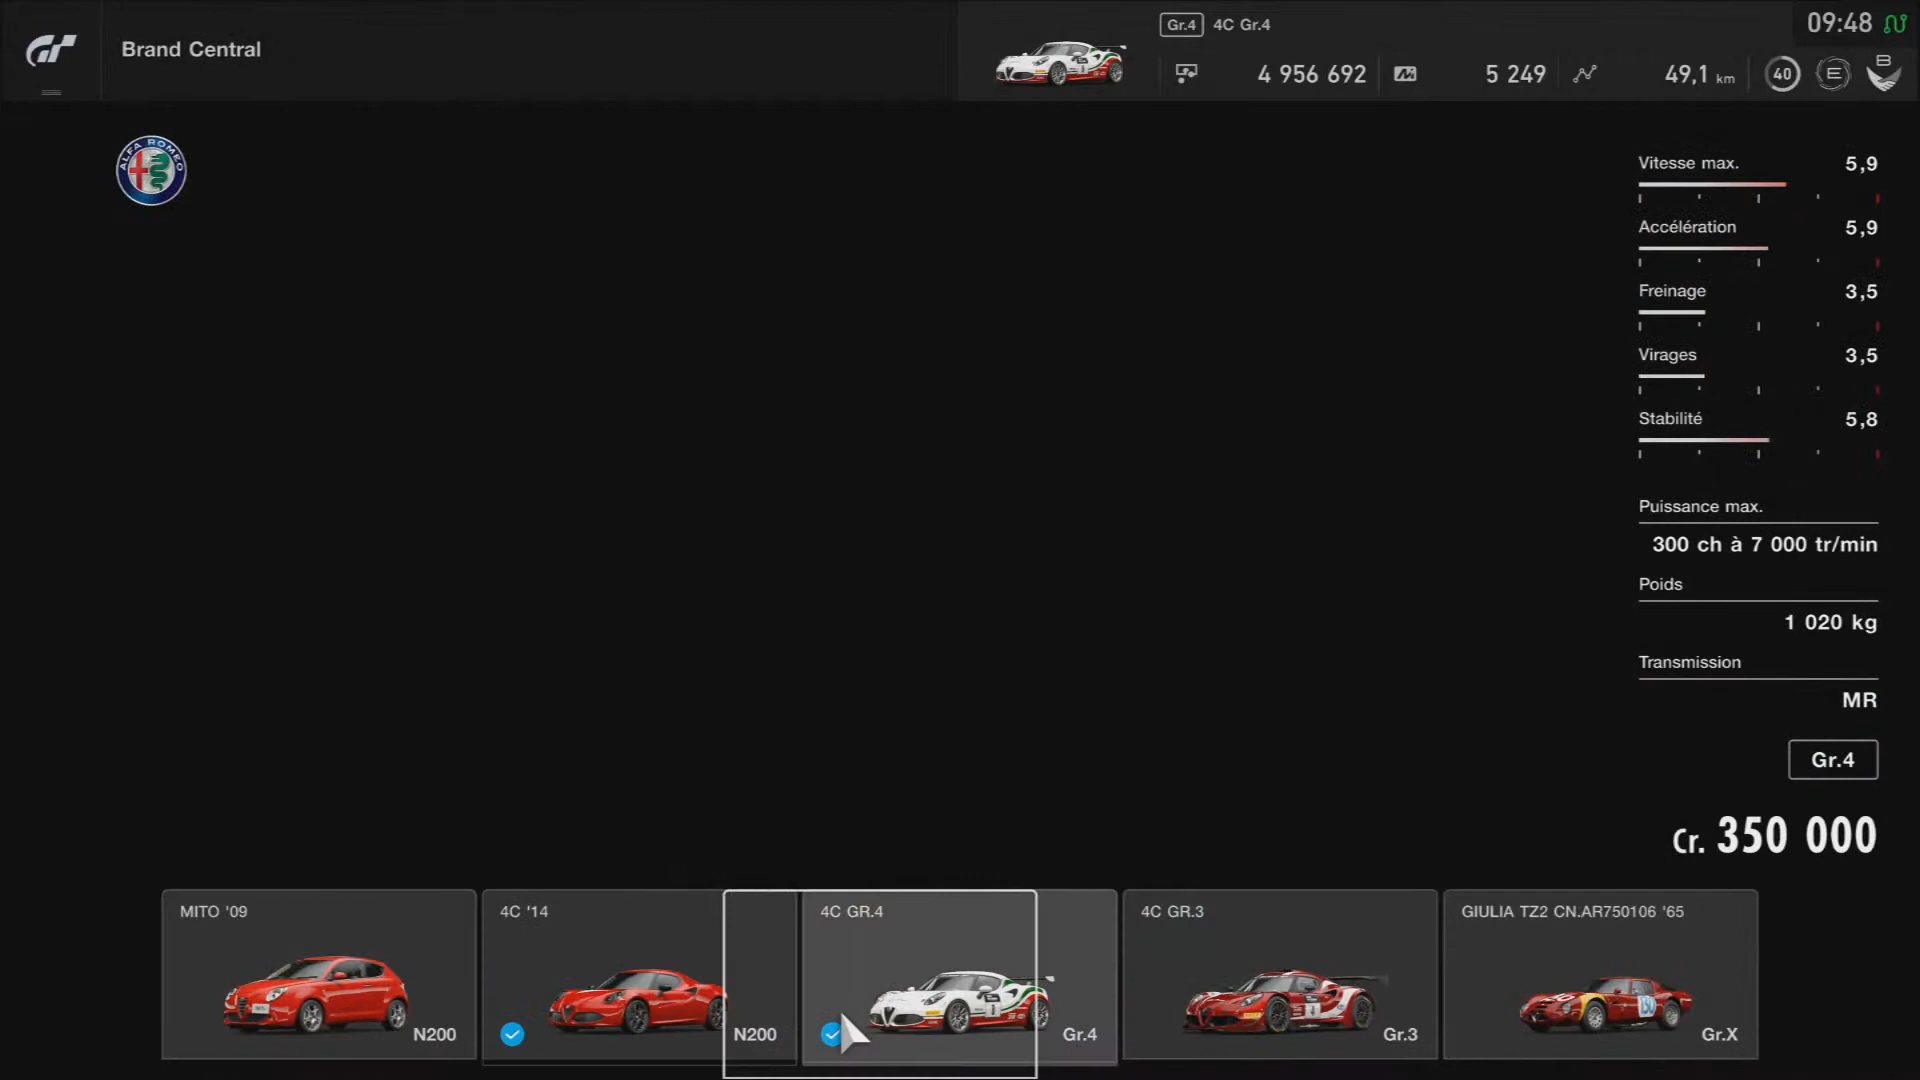 Brand Central
Gr.4 4C Gr.4
4 956 692
5 249
49,1 km
09:48
40
E
B
ALFA ROMEO
Vitesse max. 5,9
Accélération 5,9
Freinage 3,5
Virages 3,5
Stabilité 5,8
Puissance max.
300 ch à 7 000 tr/min
Poids
1 020 kg
Transmission
MR
Gr.4
Cr. 350 000
MITO '09
N200
4C '14
N200
4C GR.4
Gr.4
4C GR.3
Gr.3
GIULIA TZ2 CN.AR750106 '65
Gr.X